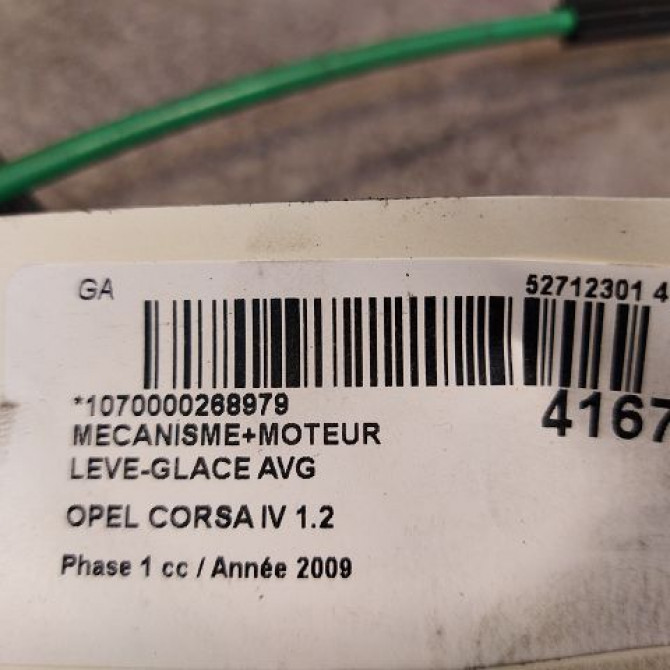 GA
52712301 4
*1070000268979
4167
MECANISME+MOTEUR
LEVE-GLACE AVG
OPEL CORSA IV 1.2
Phase 1 cc / Année 2009